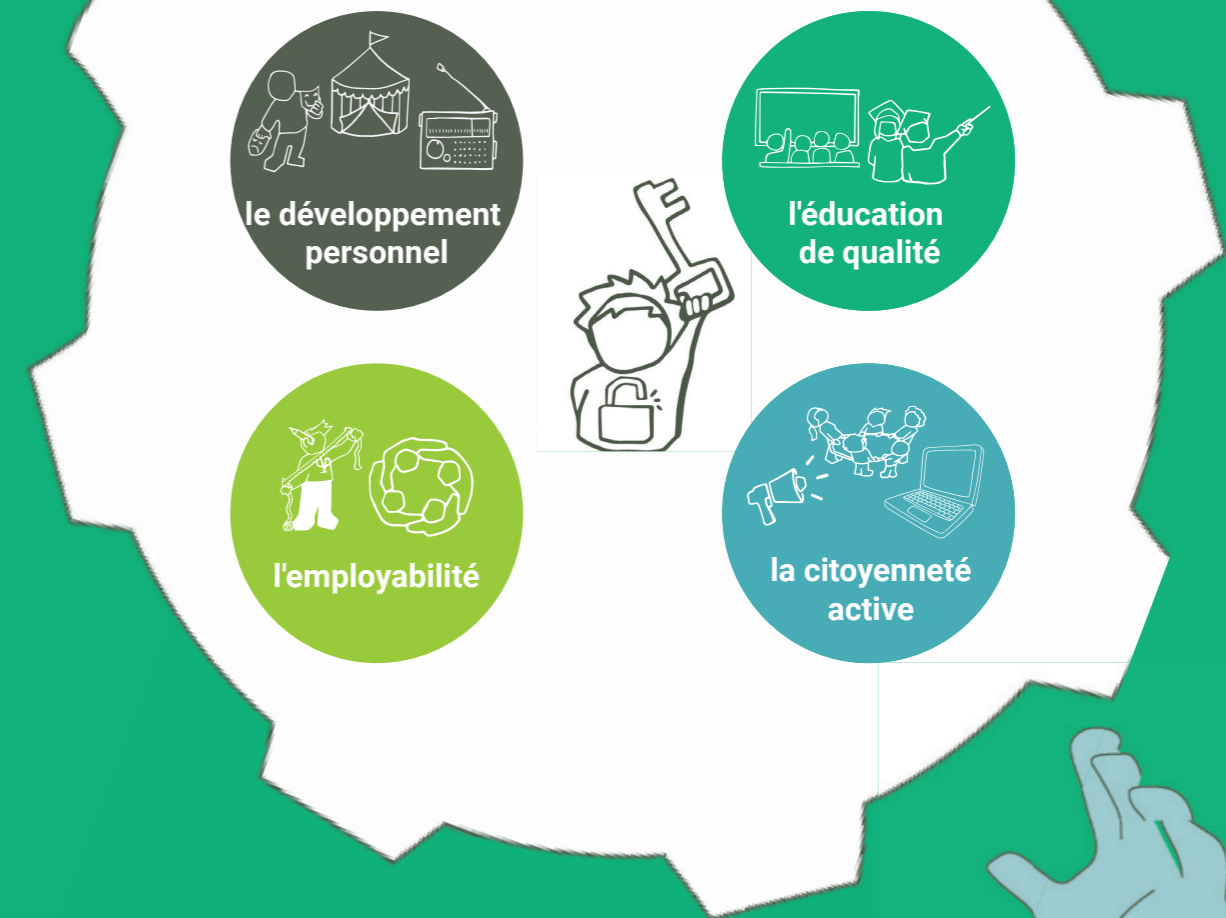 le développement
personnel
l'éducation
de qualité
l'employabilité
la citoyenneté
active